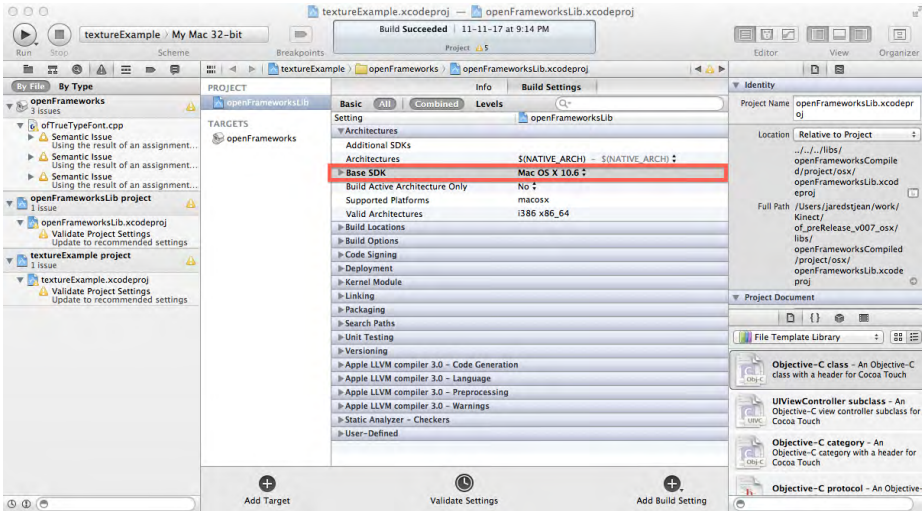 textureExample.xcodeproj — openFrameworksLib.xcodeproj
Run
Stop
textureExample › My Mac 32-bit
Scheme
Breakpoints
Build Succeeded | 11-11-17 at 9:14 PM
Project 5
Editor
View
Organizer
textureExample
openFrameworks
openFrameworksLib.xcodeproj
By File
By Type
openFrameworks
3 issues
ofTrueTypeFont.cpp
Semantic Issue
Using the result of an assignment...
Semantic Issue
Using the result of an assignment...
Semantic Issue
Using the result of an assignment...
openFrameworksLib project
1 issue
openFrameworksLib.xcodeproj
Validate Project Settings
Update to recommended settings
textureExample project
1 issue
textureExample.xcodeproj
Validate Project Settings
Update to recommended settings
PROJECT
openFrameworksLib
TARGETS
openFrameworks
Info
Build Settings
Basic
All
Combined
Levels
Setting
openFrameworksLib
Architectures
Additional SDKs
Architectures $(NATIVE_ARCH) – $(NATIVE_ARCH)
Base SDK Mac OS X 10.6
Build Active Architecture Only No
Supported Platforms macosx
Valid Architectures i386 x86_64
Build Locations
Build Options
Code Signing
Deployment
Kernel Module
Linking
Packaging
Search Paths
Unit Testing
Versioning
Apple LLVM compiler 3.0 – Code Generation
Apple LLVM compiler 3.0 – Language
Apple LLVM compiler 3.0 – Preprocessing
Apple LLVM compiler 3.0 – Warnings
Static Analyzer – Checkers
User-Defined
Add Target
Validate Settings
Add Build Setting
Identity
Project Name openFrameworksLib.xcodepr
oj
Location Relative to Project
../../../libs/
openFrameworksCompile
d/project/osx/
openFrameworksLib.xcod
eproj
Full Path /Users/jaredstjean/work/
Kinect/
of_preRelease_v007_osx/
libs/
openFrameworksCompiled
/project/osx/
openFrameworksLib.xcode
proj
Project Document
File Template Library
Obj-C
Objective-C class – An Objective-C
class with a header for Cocoa Touch
UIVC
UIViewController subclass – An
Objective-C view controller subclass for
Cocoa Touch
Obj-C
Objective-C category – An
Objective-C category with a header for
Cocoa Touch
Objective-C protocol – An Objective-